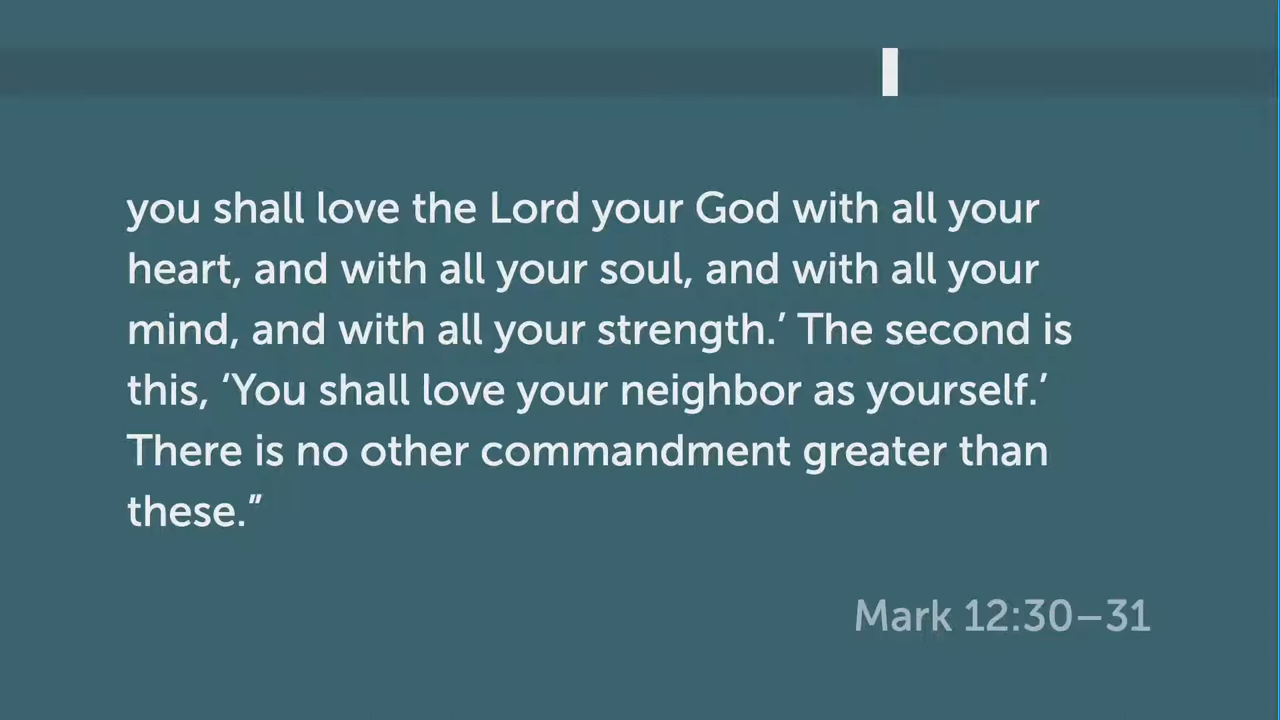 you shall love the Lord your God with all your
heart, and with all your soul, and with all your
mind, and with all your strength.’ The second is
this, ‘You shall love your neighbor as yourself.’
There is no other commandment greater than
these.”
Mark 12:30–31